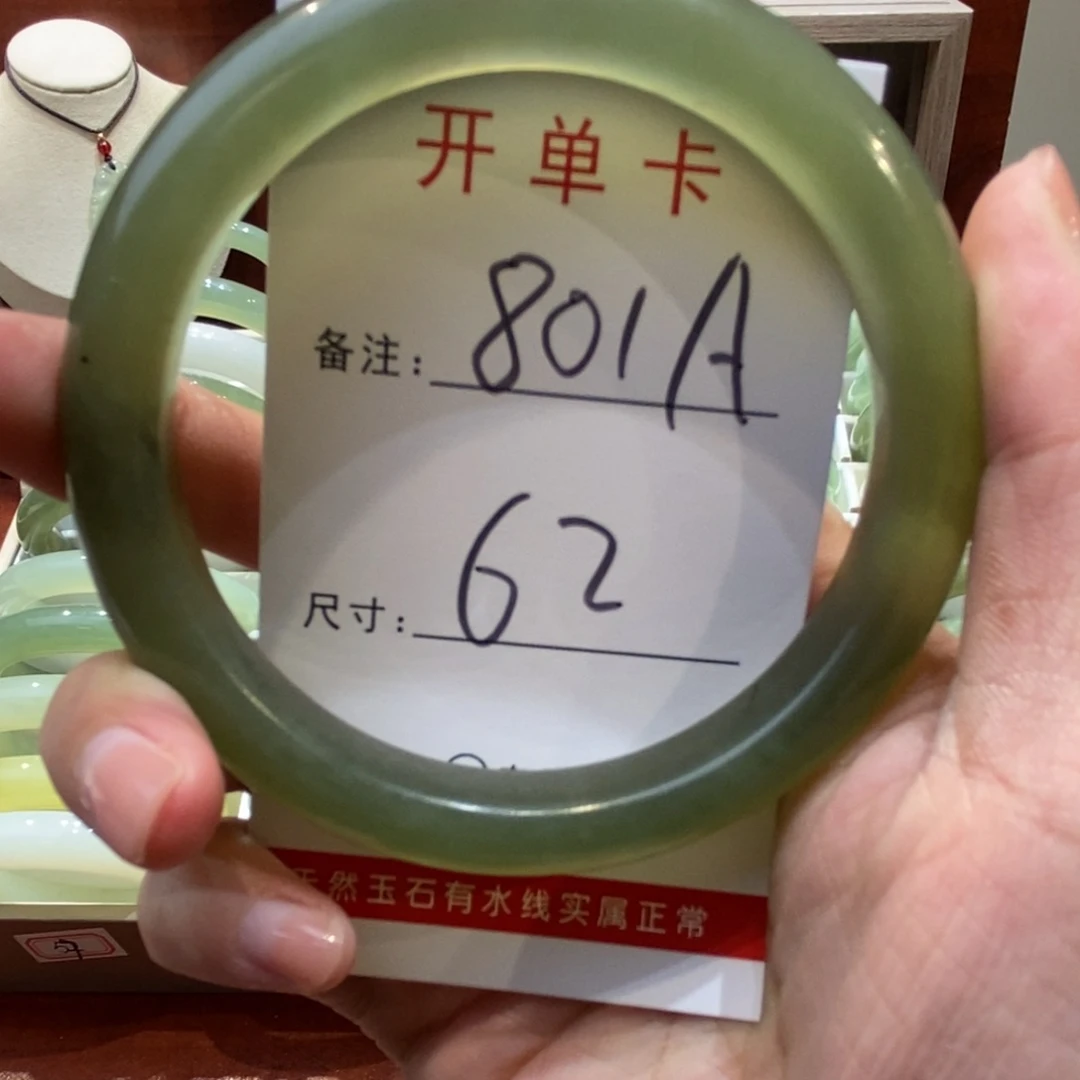 开单卡
备注: 801A
尺寸: 62
天然玉石有水线实属正常